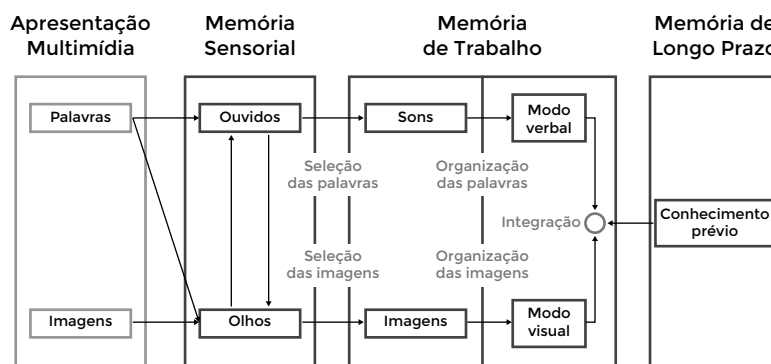 Apresentação
Multimídia
Memória
Sensorial
Memória
de Trabalho
Memória de
Longo Prazo
Palavras
Ouvidos
Sons
Modo
verbal
Seleção
das palavras
Organização
das palavras
Integração
Conhecimento
prévio
Seleção
das imagens
Organização
das imagens
Imagens
Olhos
Imagens
Modo
visual